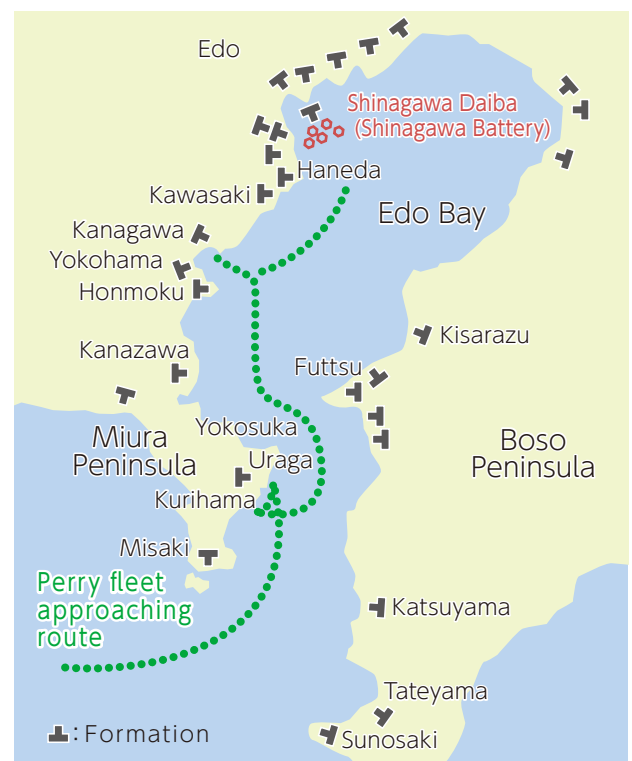 Edo
Shinagawa Daiba
(Shinagawa Battery)
Haneda
Kawasaki
Edo Bay
Kanagawa
Yokohama
Honmoku
Kisarazu
Kanazawa
Futtsu
Yokosuka
Miura
Peninsula
Boso
Peninsula
Uraga
Kurihama
Misaki
Perry fleet
approaching
route
Katsuyama
Tateyama
Sunosaki
:Formation